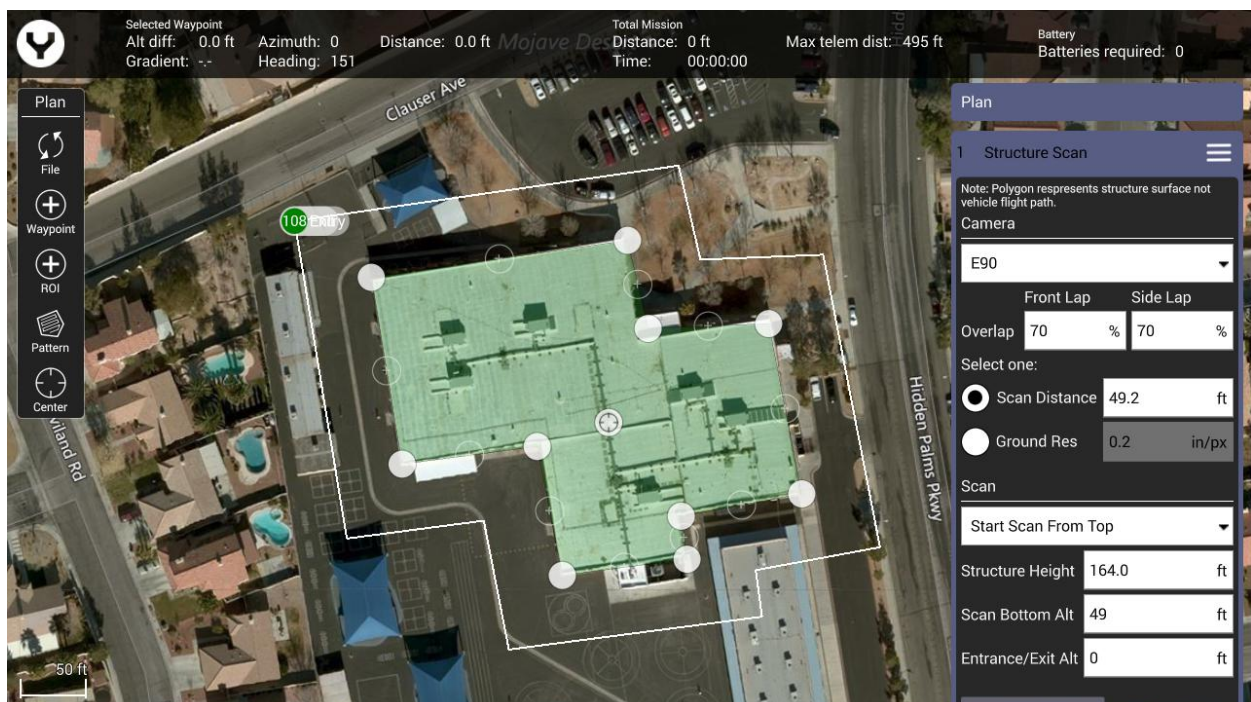 Selected Waypoint
Alt diff: 0.0 ft Azimuth: 0 Distance: 0.0 ft
Gradient: -.- Heading: 151
Total Mission
Distance: 0 ft Max telem dist: 495 ft
Time: 00:00:00
Battery
Batteries required: 0
Mojave Des
Plan
File
Waypoint
ROI
Pattern
Center
Clauser Ave
108
Hidden Palms Pkwy
viland Rd
50 ft
Plan
1 Structure Scan
Note: Polygon respresents structure surface not
vehicle flight path.
Camera
E90
Front Lap Side Lap
Overlap 70 % 70 %
Select one:
Scan Distance 49.2 ft
Ground Res 0.2 in/px
Scan
Start Scan From Top
Structure Height 164.0 ft
Scan Bottom Alt 49 ft
Entrance/Exit Alt 0 ft